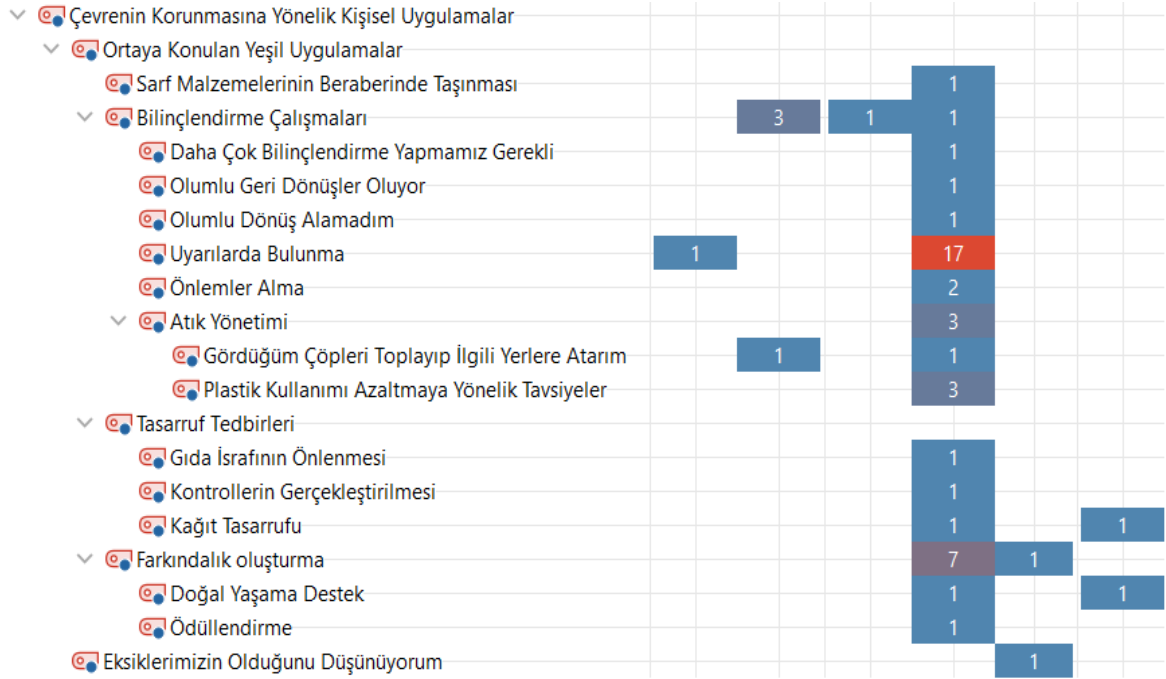 Çevrenin Korunmasına Yönelik Kişisel Uygulamalar
Ortaya Konulan Yeşil Uygulamalar
Sarf Malzemelerinin Beraberinde Taşınması 1
Bilinçlendirme Çalışmaları 3 1 1
Daha Çok Bilinçlendirme Yapmamız Gerekli 1
Olumlu Geri Dönüşler Oluyor 1
Olumlu Dönüş Alamadım 1
Uyarılarda Bulunma 1 17
Önlemler Alma 2
Atık Yönetimi 3
Gördüğüm Çöpleri Toplayıp İlgili Yerlere Atarım 1 1
Plastik Kullanımı Azaltmaya Yönelik Tavsiyeler 3
Tasarruf Tedbirleri
Gıda İsrafının Önlenmesi 1
Kontrollerin Gerçekleştirilmesi 1
Kağıt Tasarrufu 1 1
Farkındalık oluşturma 7 1
Doğal Yaşama Destek 1 1
Ödüllendirme 1
Eksiklerimizin Olduğunu Düşünüyorum 1